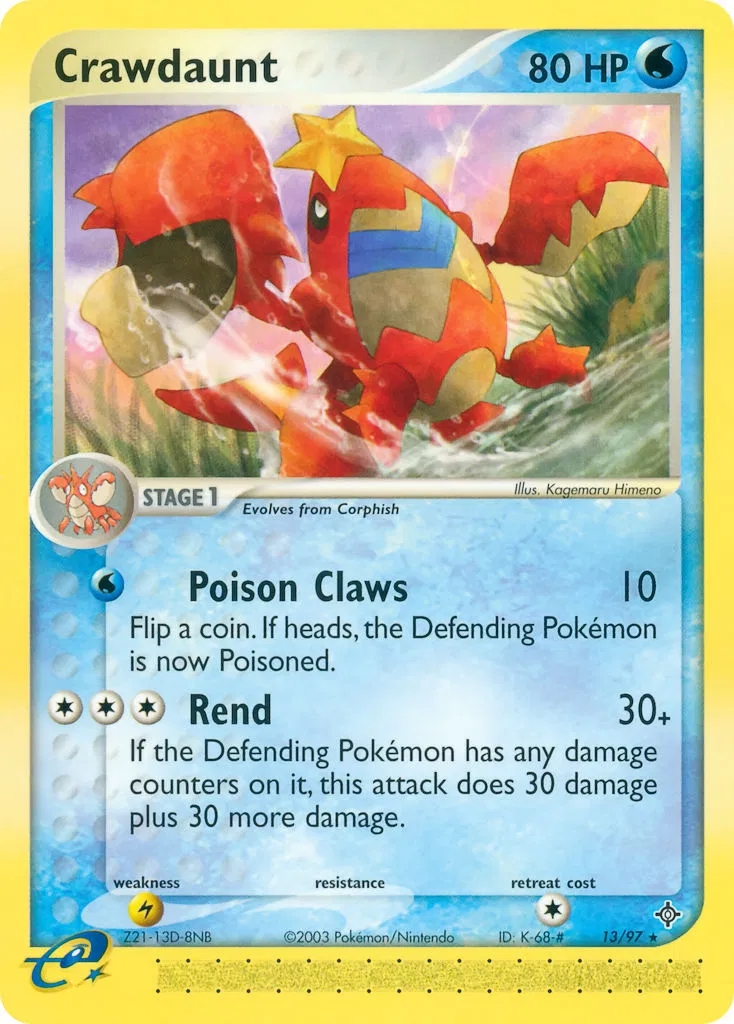 Crawdaunt 80 HP
Illus. Kagemaru Himeno
STAGE 1
Evolves from Corphish
Poison Claws 10
Flip a coin. If heads, the Defending Pokémon
is now Poisoned.
Rend 30+
If the Defending Pokémon has any damage
counters on it, this attack does 30 damage
plus 30 more damage.
weakness resistance retreat cost
Z21-13D-8NB ©2003 Pokémon/Nintendo ID: K-68-# 13/97 ★
e